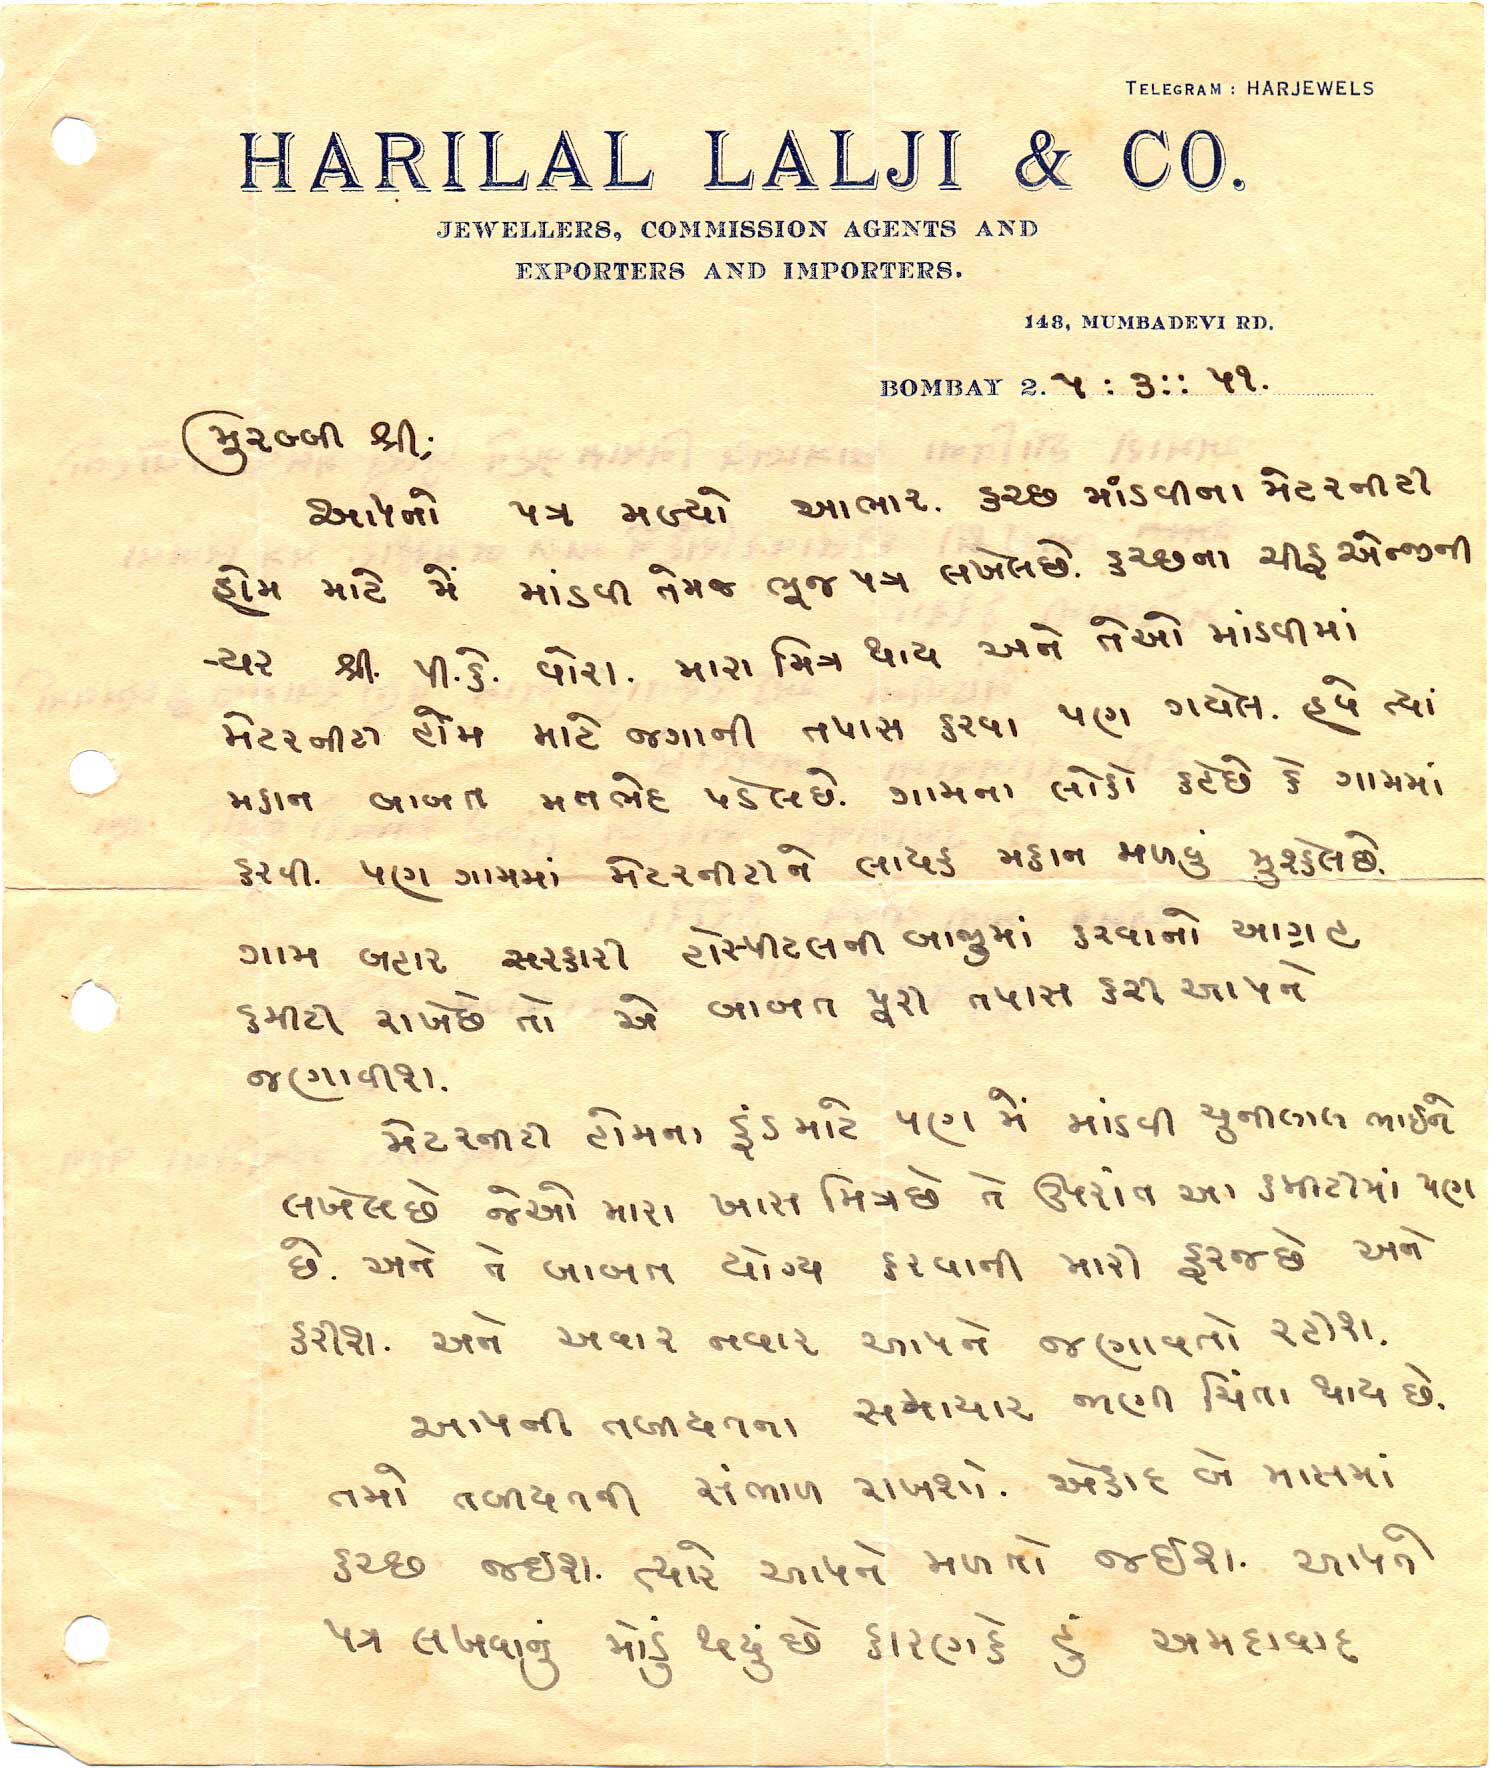 TELEGRAM : HARJEWELS
HARILAL LALJI & CO.
JEWELLERS, COMMISSION AGENTS AND
EXPORTERS AND IMPORTERS.
148, MUMBADEVI RD.
BOMBAY 2. ૫ : ૩ :: ૫૧.
મુરબ્બી શ્રી;
આપનો પત્ર મળ્યો આભાર. કચ્છ માંડવીના મેટરનીટી
હોમ માટે મેં માંડવી તેમજ ભૂજ પત્ર લખેલછે. કચ્છના ચીફ એન્જીની
-યર શ્રી. પી.કે. વોરા. મારા મિત્ર થાય અને તેઓ માંડવીમાં
મેટરનીટી હોમ માટે જગાની તપાસ કરવા પણ ગયેલ. હવે ત્યાં
મકાન બાબત મતભેદ પડેલછે. ગામના લોકો કહેછે કે ગામમાં
કરવી. પણ ગામમાં મેટરનીટીને લાયક મકાન મળવું મુશ્કેલછે.
ગામ બહાર સરકારી હોસ્પીટલની બાજુમાં કરવાનો આગ્રહ
કમીટી રાખેછે તો એ બાબત પૂરી તપાસ કરી આપને
જણાવીશ.
મેટરનીટી હોમના ફંડ માટે પણ મેં માંડવી ચુનીલાલ ભાઈને
લખેલછે જેઓ મારા ખાસ મિત્રછે તે ઉપરાંત આ કમીટીમાં પણ
છે. અને તે બાબત યોગ્ય કરવાની મારી ફરજછે અને
કરીશ. અને અવાર નવાર આપને જણાવતો રહીશ.
આપની તબીયતના સમાચાર જાણી ચિંતા થાય છે.
તમો તબીયતની સંભાળ રાખશો. એકાદ બે માસમાં
કચ્છ જઈશ. ત્યારે આપને મળતો જઈશ. આપને
પત્ર લખવાનું મોડું થયું છે કારણકે હું અમદાવાદ